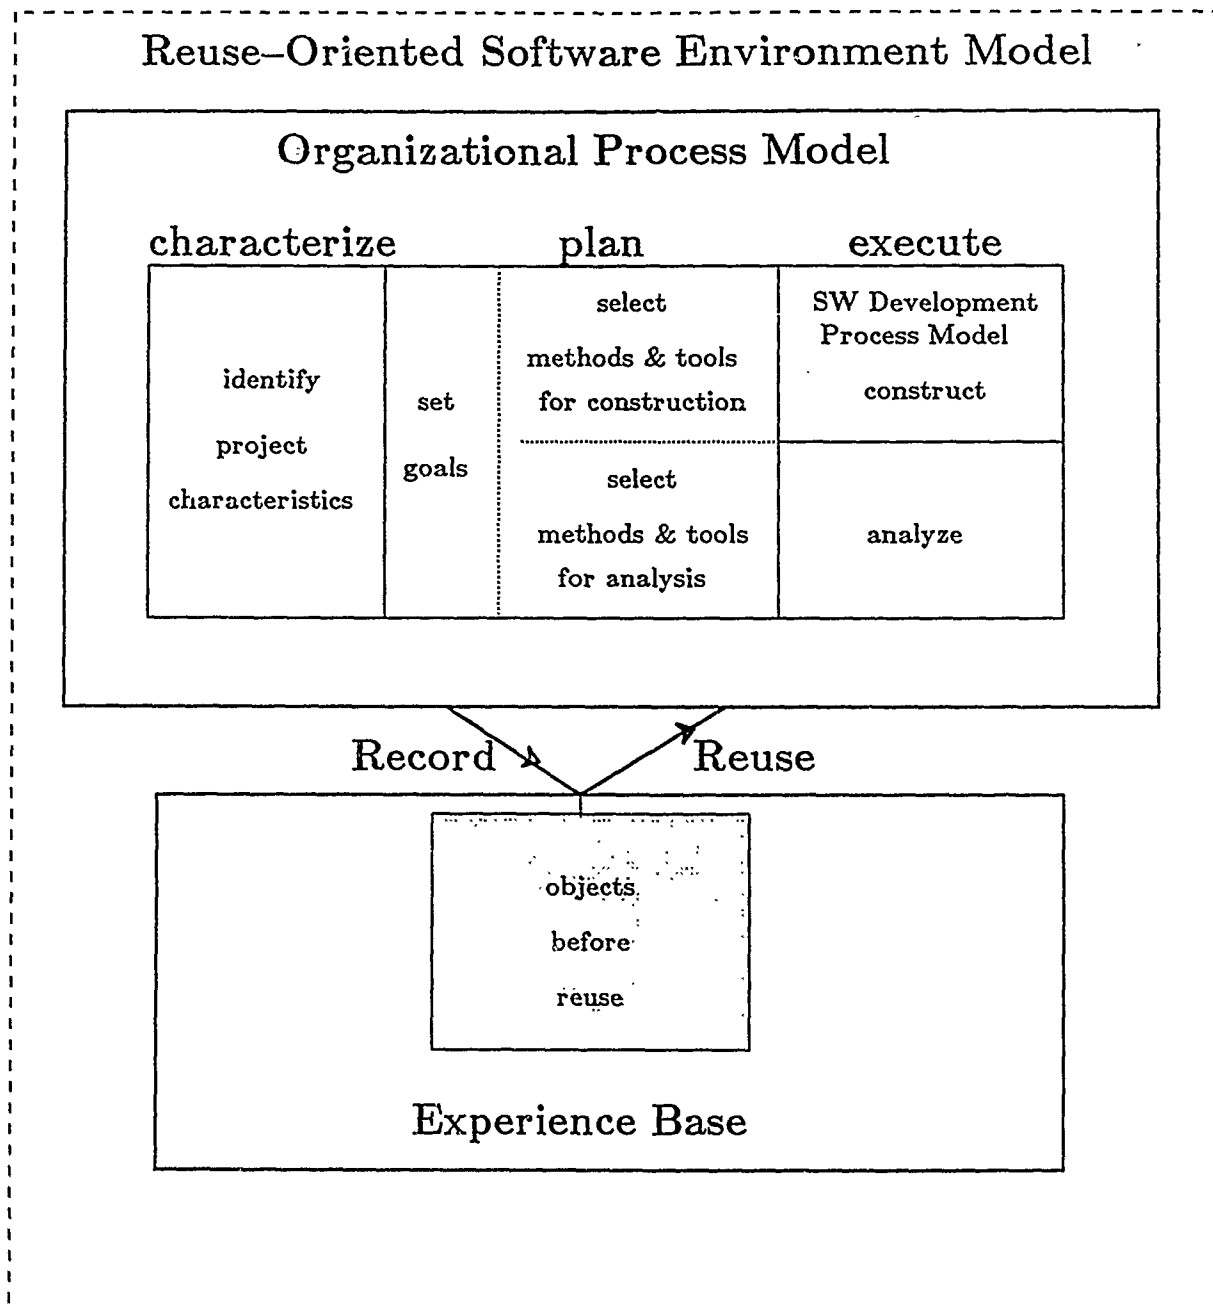 Reuse–Oriented Software Environment Model
Organizational Process Model
characterize
plan
execute
identify
project
characteristics
set
goals
select
methods & tools
for construction
select
methods & tools
for analysis
SW Development
Process Model
construct
analyze
Record
Reuse
objects
before
reuse
Experience Base